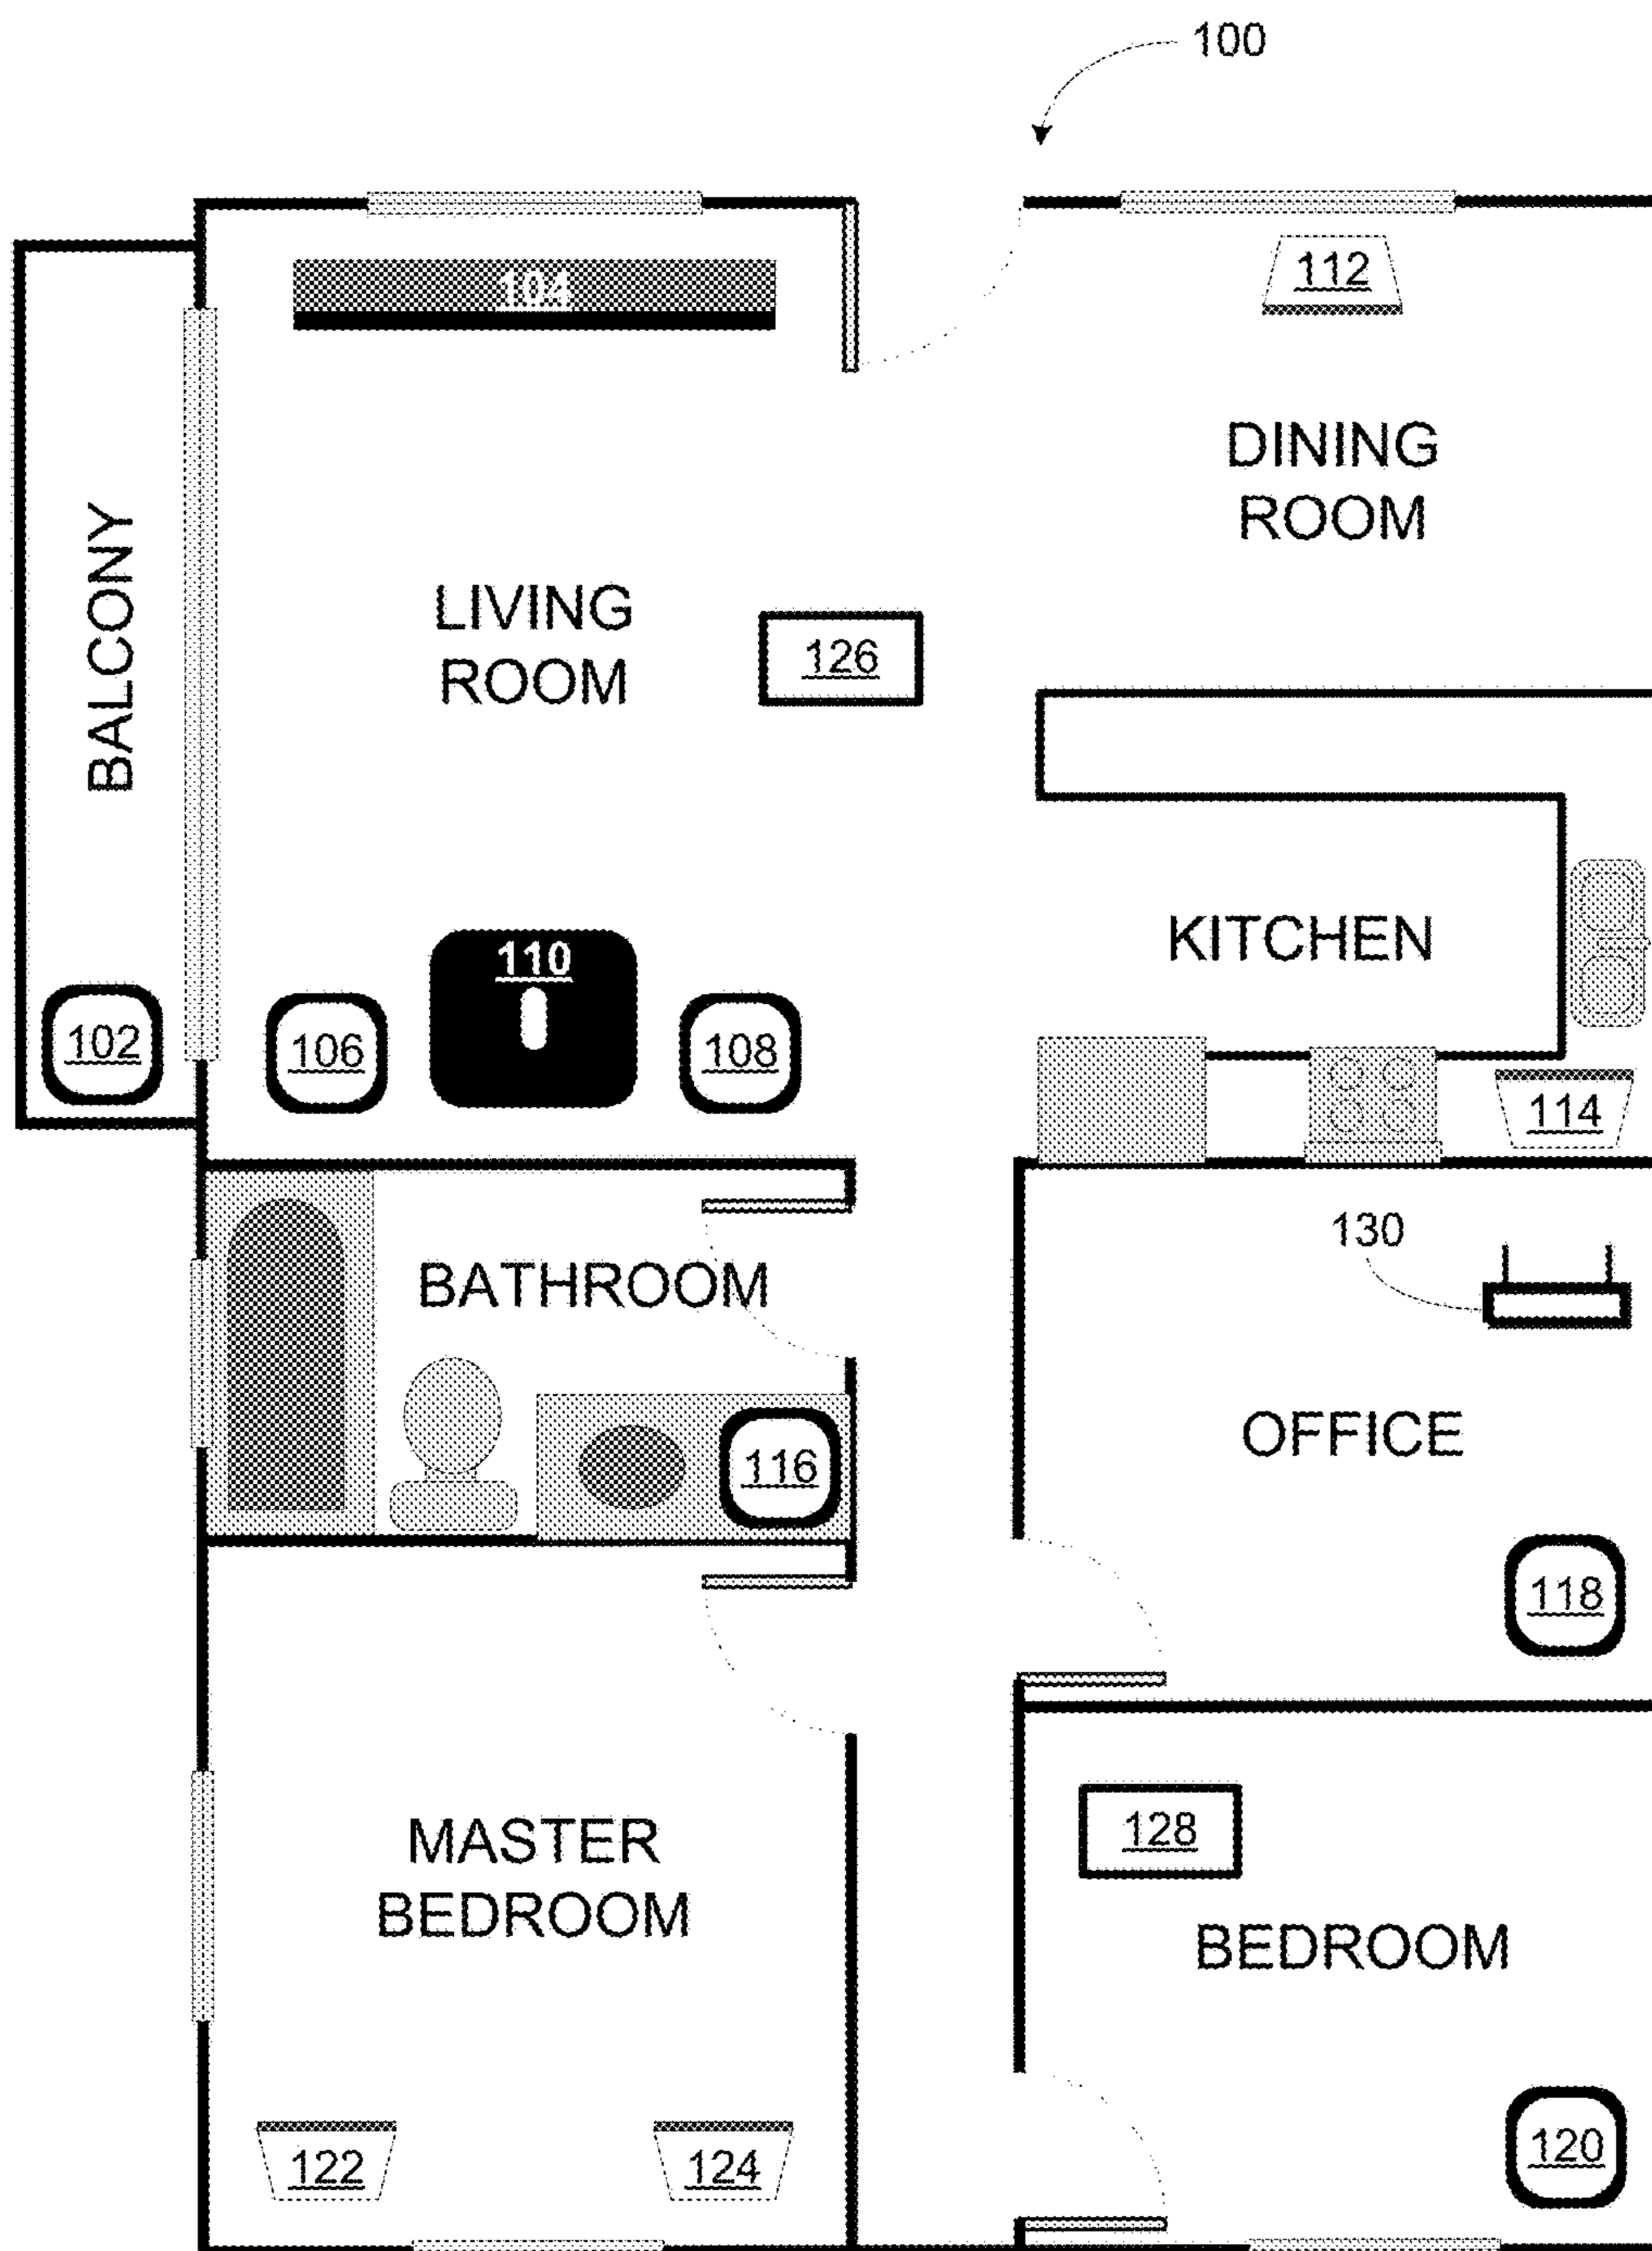 100
104
112
DINING
ROOM
BALCONY
LIVING
ROOM
126
KITCHEN
110
102
106
108
114
130
BATHROOM
OFFICE
116
118
128
MASTER
BEDROOM
BEDROOM
122
124
120